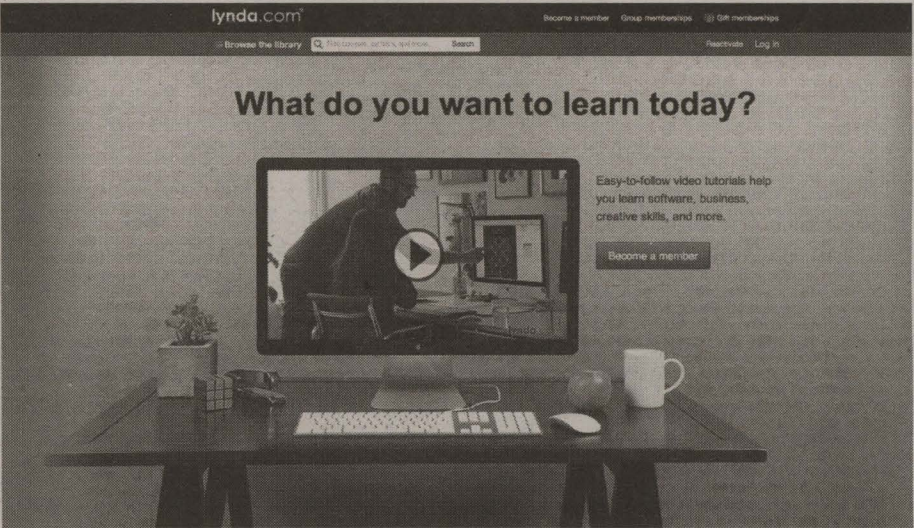 lynda.com
Become a member Group memberships Gift memberships
Browse the library Search
Reactivate Log in
What do you want to learn today?
Easy-to-follow video tutorials help
you learn software, business,
creative skills, and more.
Become a member
lynda